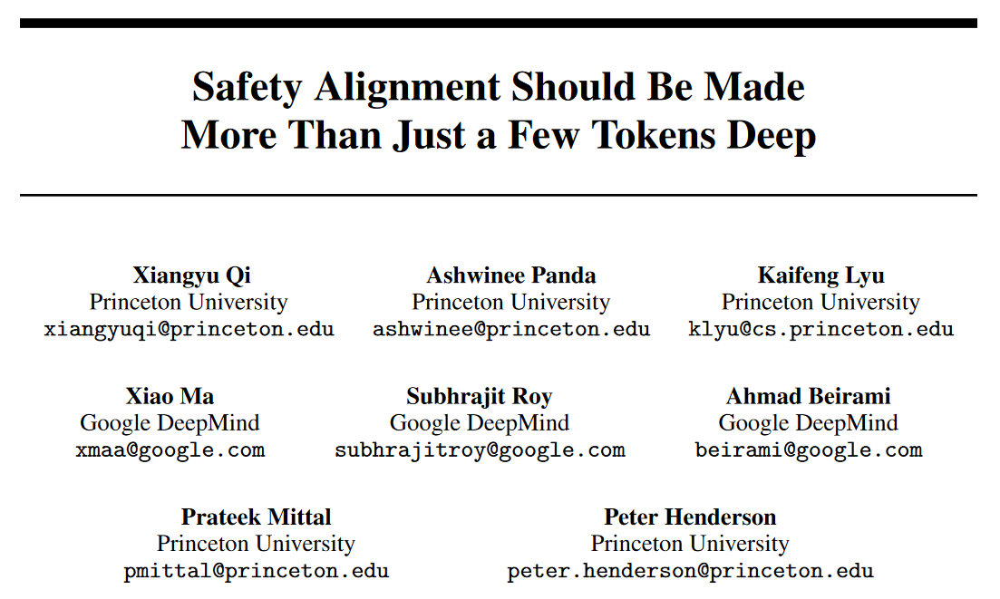 Safety Alignment Should Be Made
More Than Just a Few Tokens Deep
Xiangyu Qi
Princeton University
xiangyuqi@princeton.edu
Ashwinee Panda
Princeton University
ashwinee@princeton.edu
Kaifeng Lyu
Princeton University
klyu@cs.princeton.edu
Xiao Ma
Google DeepMind
xmaa@google.com
Subhrajit Roy
Google DeepMind
subhrajitroy@google.com
Ahmad Beirami
Google DeepMind
beirami@google.com
Prateek Mittal
Princeton University
pmittal@princeton.edu
Peter Henderson
Princeton University
peter.henderson@princeton.edu